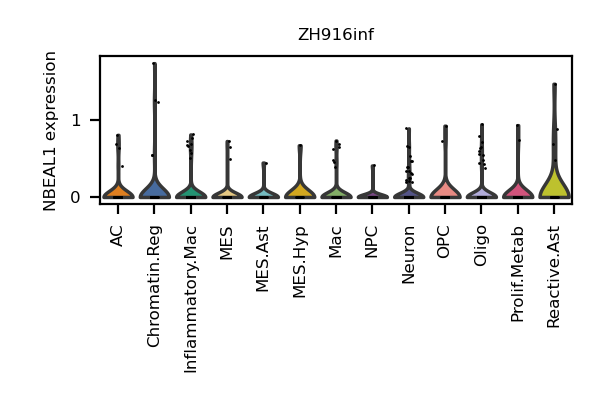 ZH916inf
NBEAL1 expression
1
0
AC
Chromatin.Reg
Inflammatory.Mac
MES
MES.Ast
MES.Hyp
Mac
NPC
Neuron
OPC
Oligo
Prolif.Metab
Reactive.Ast